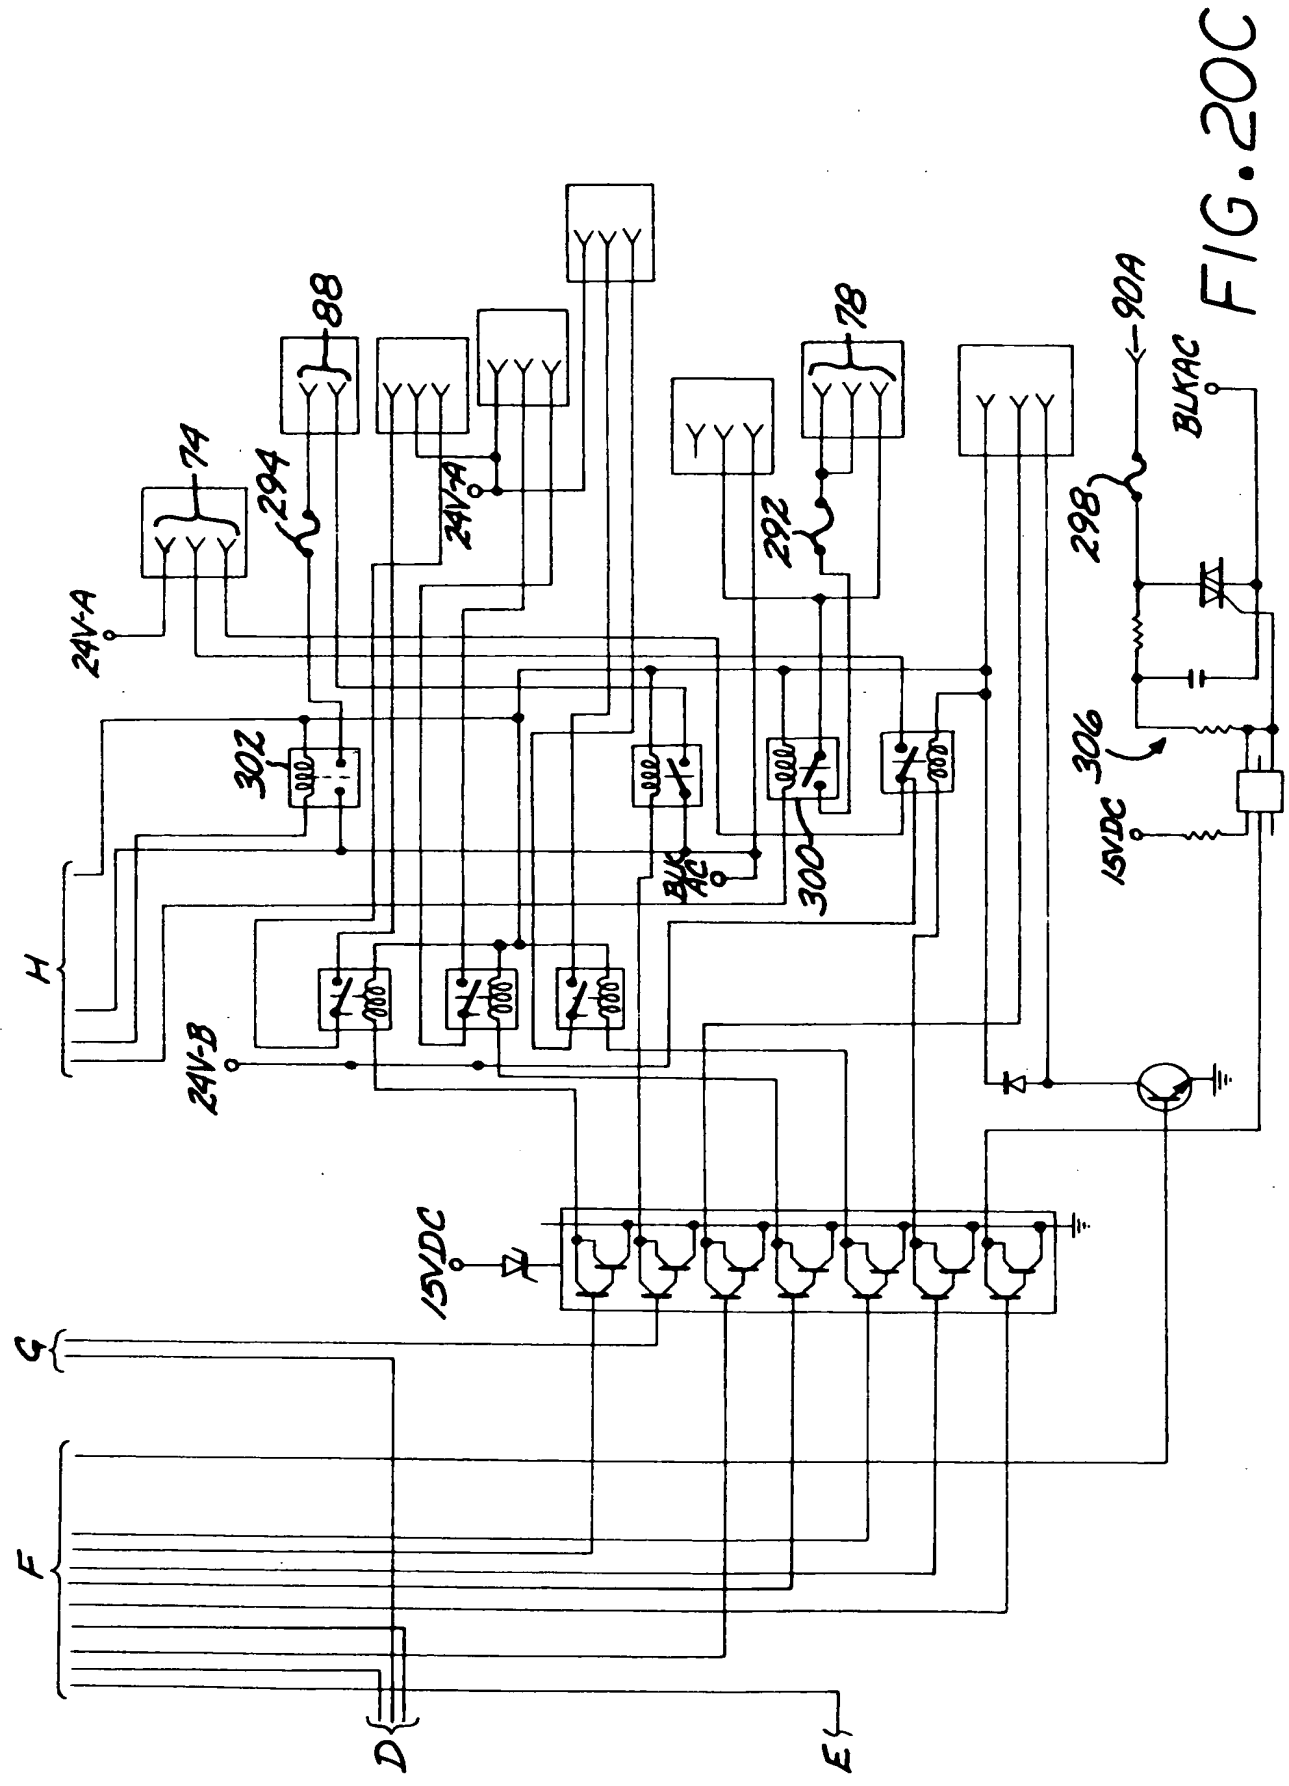 FIG. 20C
88
74
294
24V-A
24V-A
78
292
90A
298
BLKAC
302
306
15VDC
BLK
AC
300
H
24V-B
15VDC
G
F
D
E